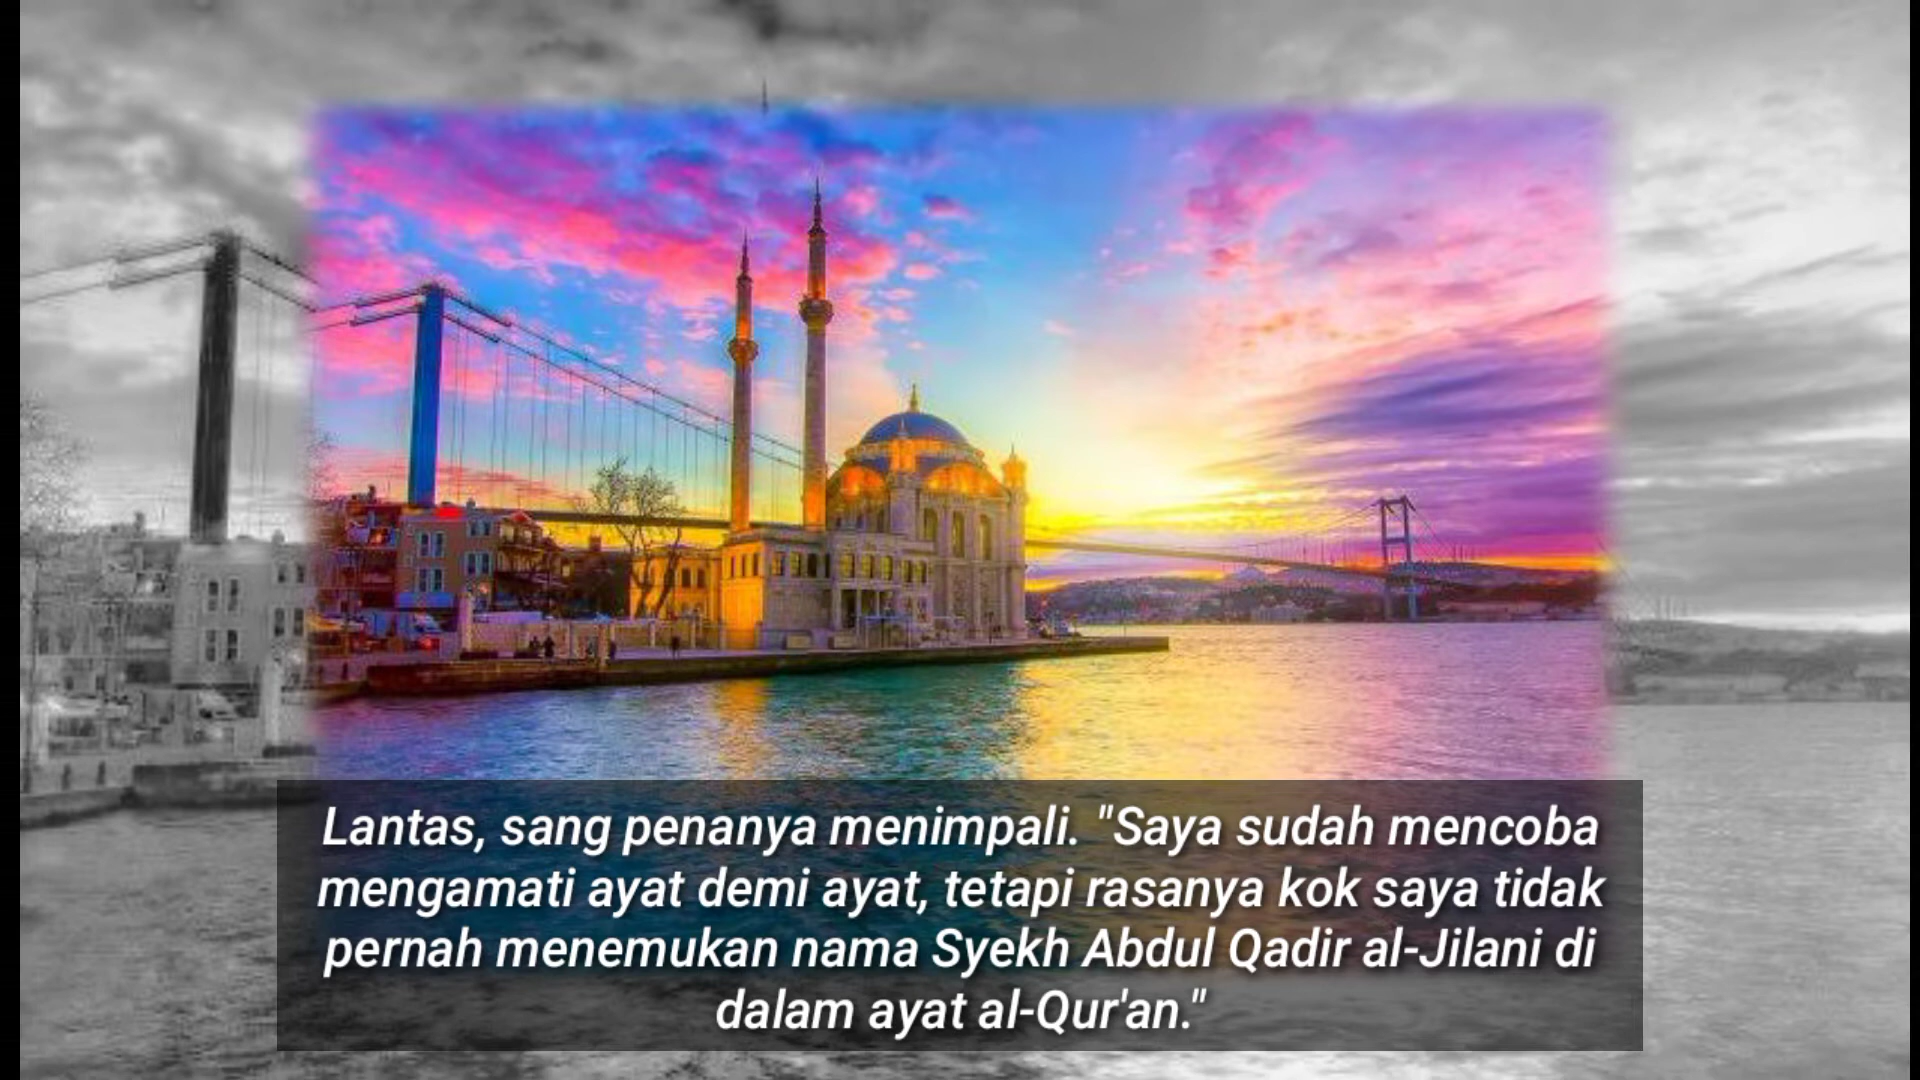 Lantas, sang penanya menimpali. "Saya sudah mencoba
mengamati ayat demi ayat, tetapi rasanya kok saya tidak
pernah menemukan nama Syekh Abdul Qadir al-Jilani di
dalam ayat al-Qur'an."